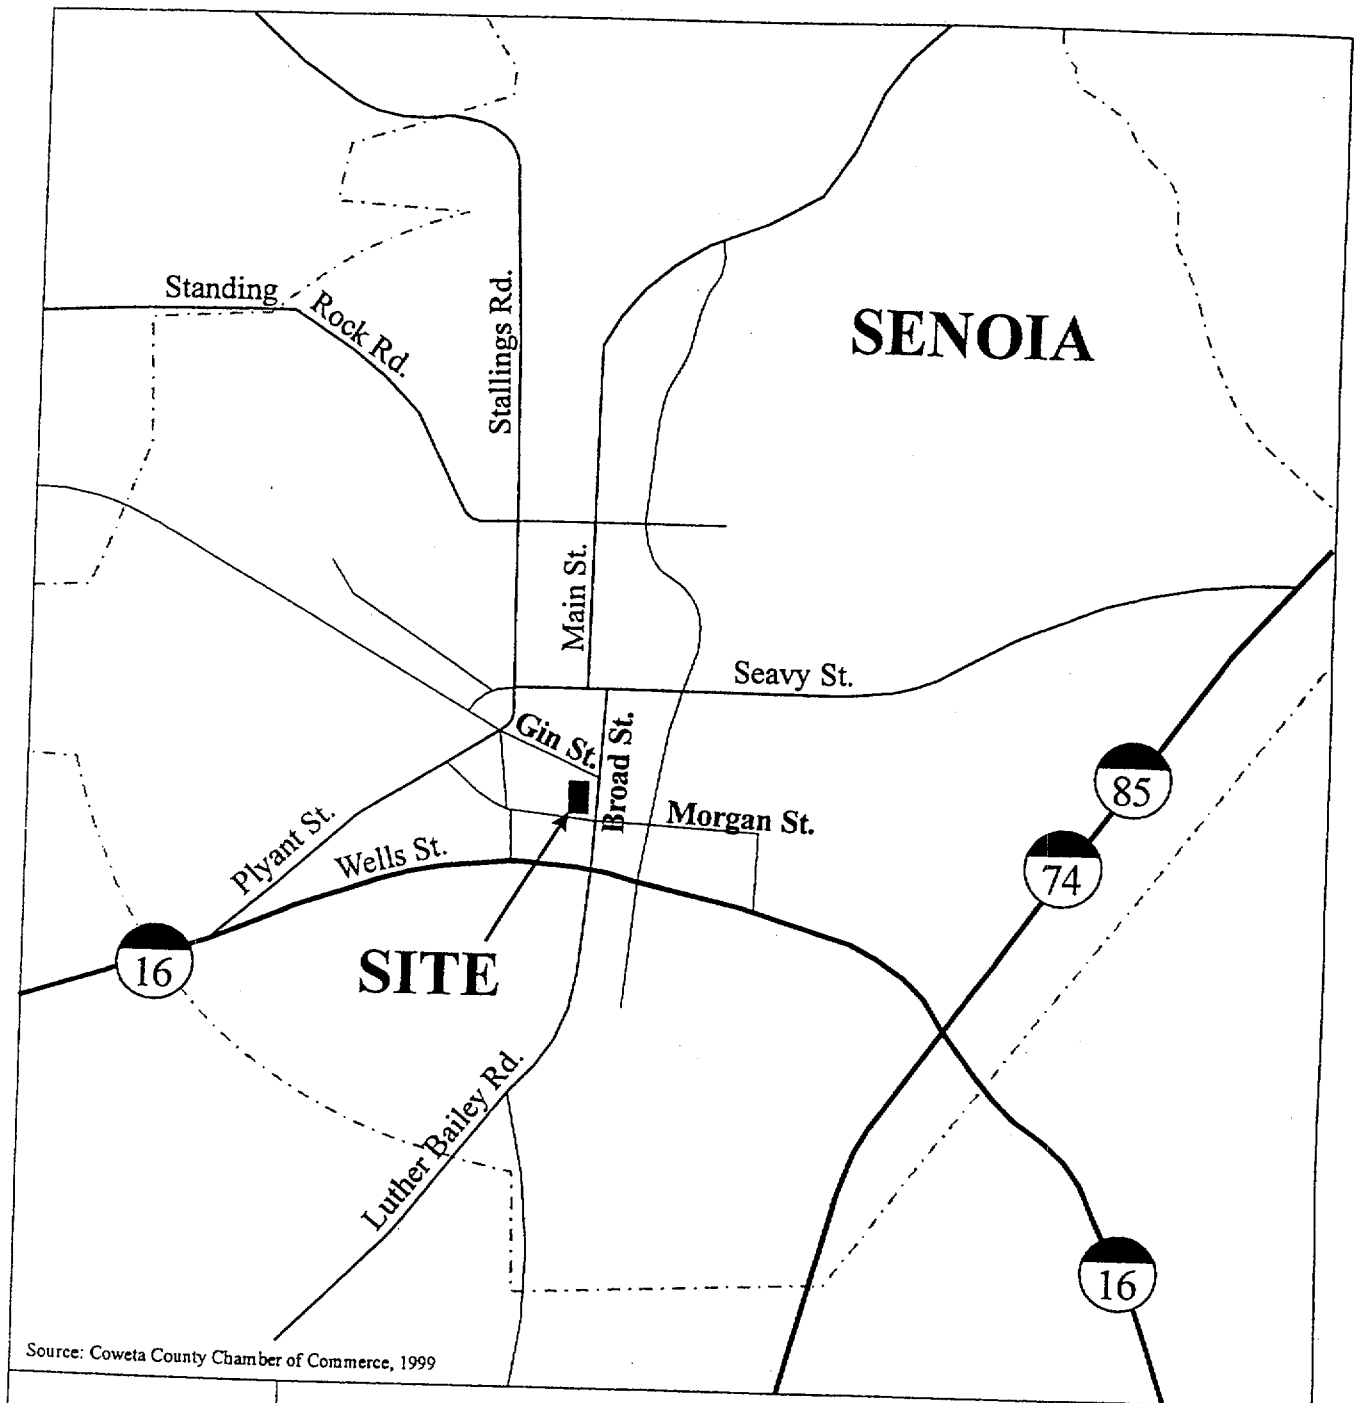 Standing
Rock Rd.
Stallings Rd.
SENOIA
Main St.
Seavy St.
Gin St.
Broad St.
85
Morgan St.
Plyant St.
Wells St.
74
16
SITE
Luther Bailey Rd.
16
Source: Coweta County Chamber of Commerce, 1999